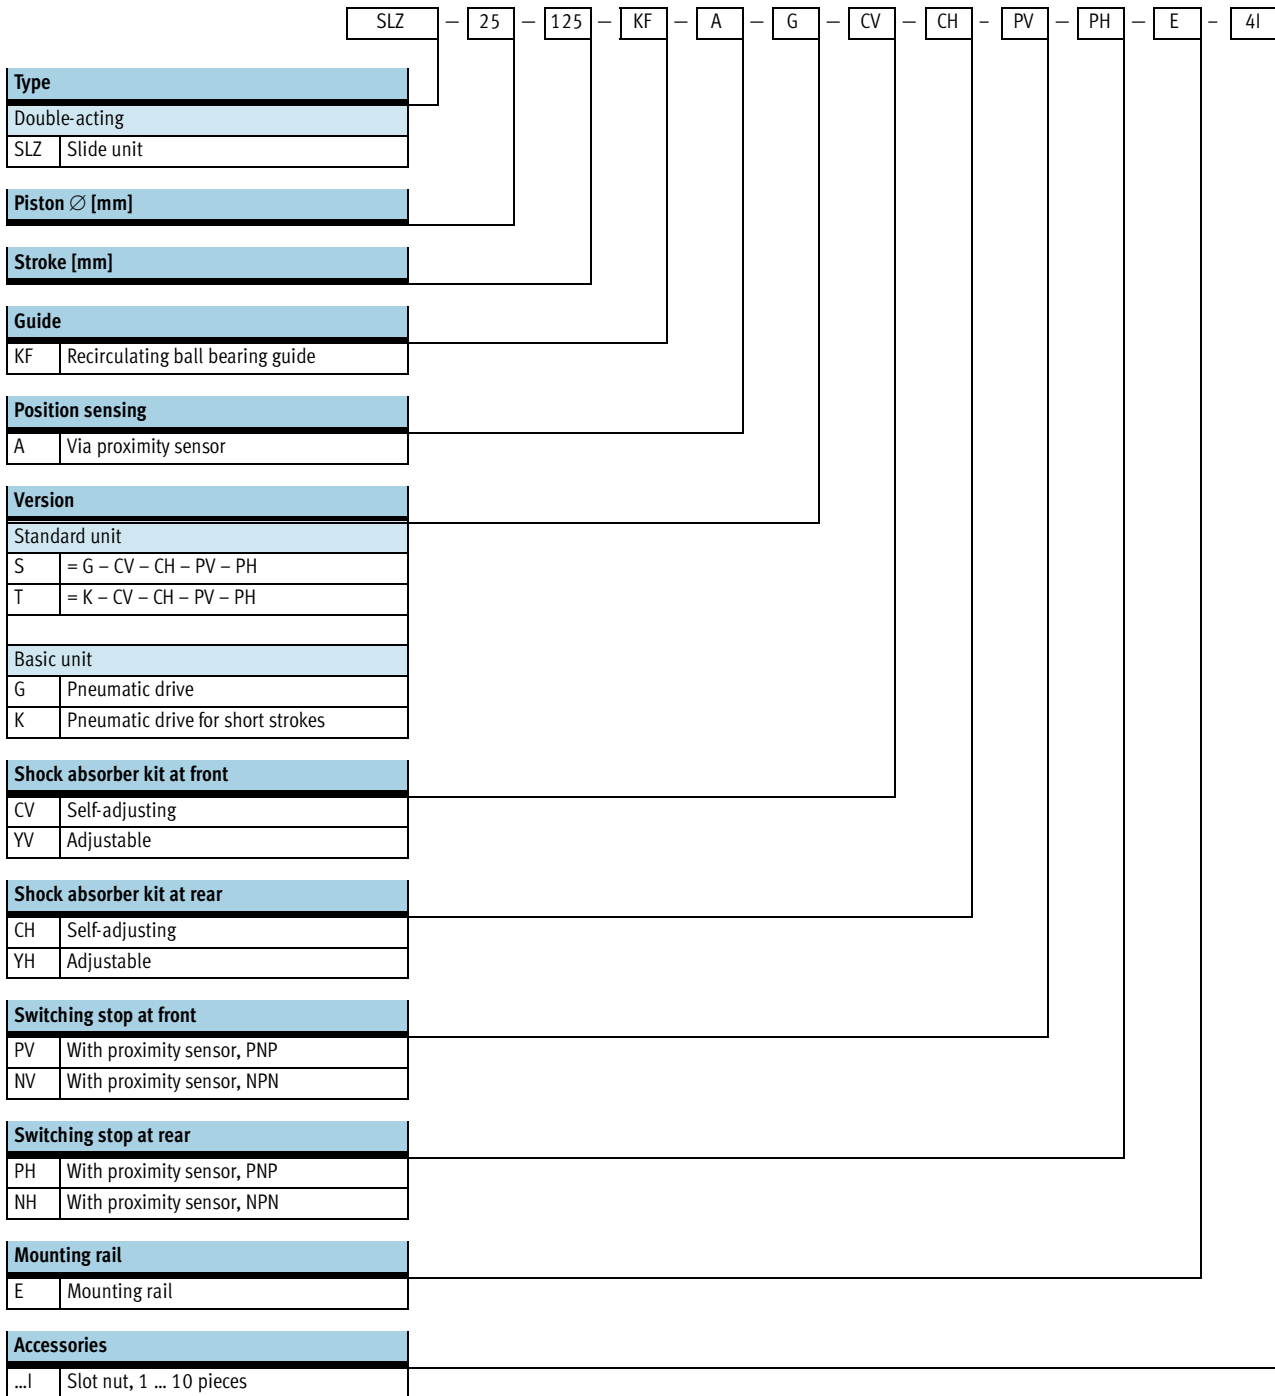 SLZ – 25 – 125 – KF – A – G – CV – CH – PV – PH – E – 4I
Type
Double-acting
SLZ Slide unit
Piston ∅ [mm]
Stroke [mm]
Guide
KF Recirculating ball bearing guide
Position sensing
A Via proximity sensor
Version
Standard unit
S = G – CV – CH – PV – PH
T = K – CV – CH – PV – PH
Basic unit
G Pneumatic drive
K Pneumatic drive for short strokes
Shock absorber kit at front
CV Self-adjusting
YV Adjustable
Shock absorber kit at rear
CH Self-adjusting
YH Adjustable
Switching stop at front
PV With proximity sensor, PNP
NV With proximity sensor, NPN
Switching stop at rear
PH With proximity sensor, PNP
NH With proximity sensor, NPN
Mounting rail
E Mounting rail
Accessories
...I Slot nut, 1 ... 10 pieces